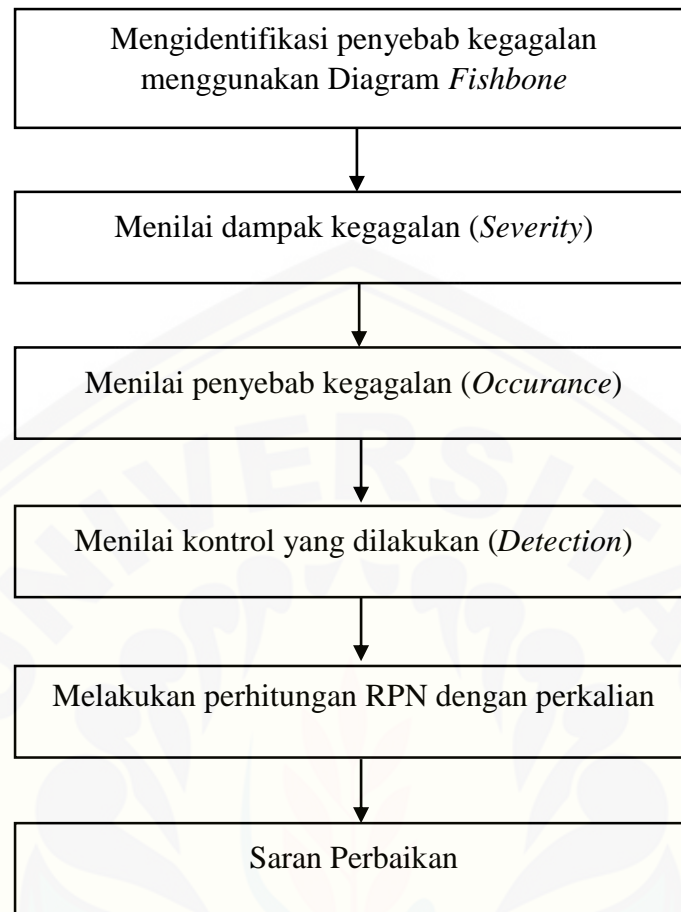 Mengidentifikasi penyebab kegagalan
menggunakan Diagram Fishbone
Menilai dampak kegagalan (Severity)
Menilai penyebab kegagalan (Occurance)
Menilai kontrol yang dilakukan (Detection)
Melakukan perhitungan RPN dengan perkalian
Saran Perbaikan